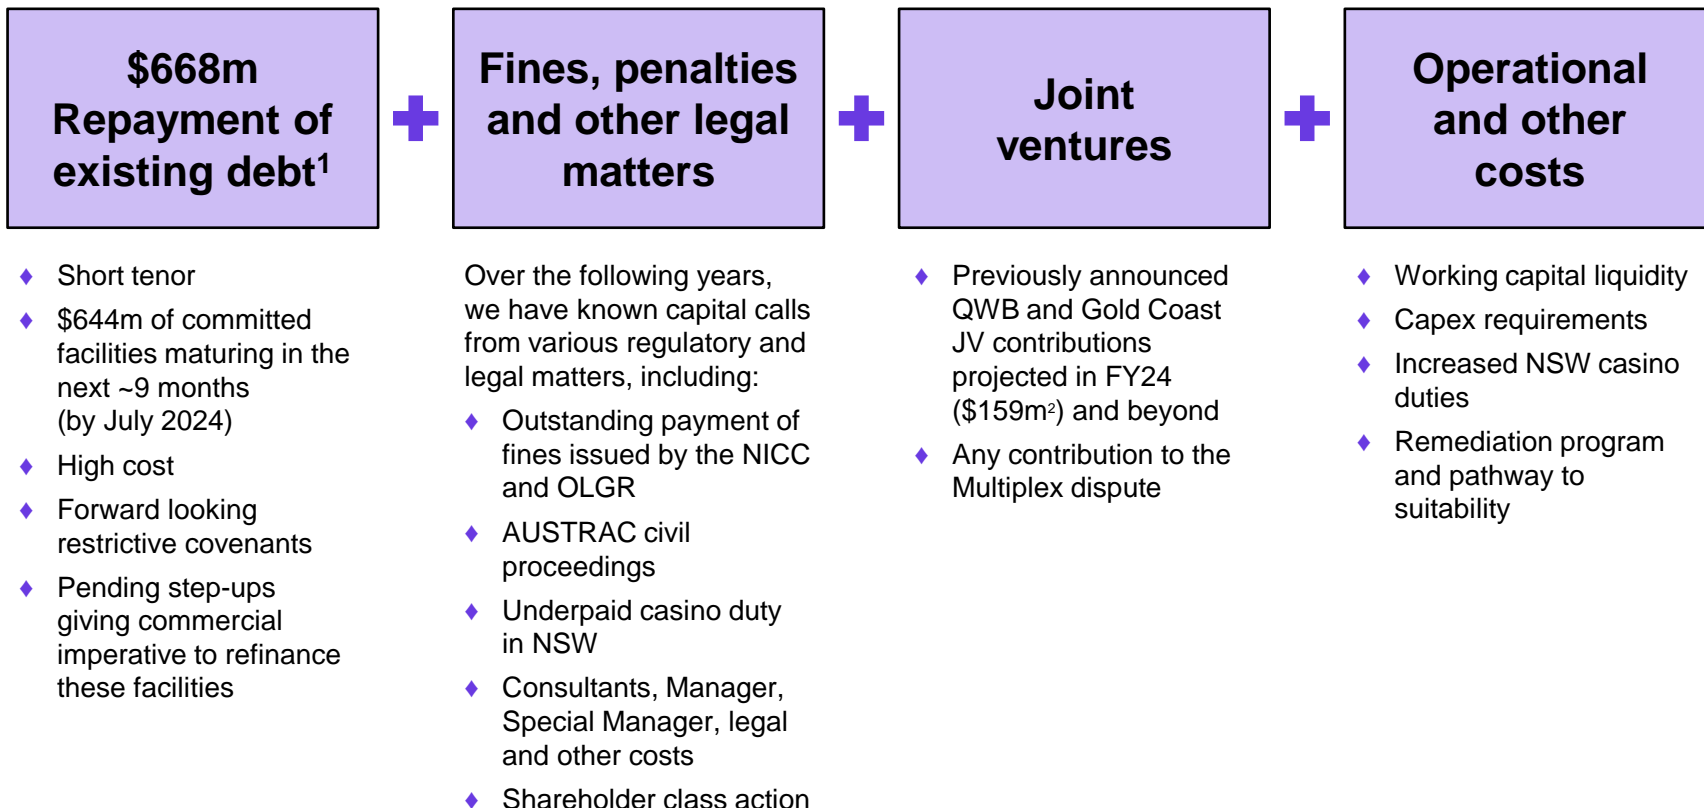 $668m
Repayment of
existing debt¹
Fines, penalties
and other legal
matters
Joint
ventures
Operational
and other
costs
Short tenor
$644m of committed
facilities maturing in the
next ~9 months
(by July 2024)
High cost
Forward looking
restrictive covenants
Pending step-ups
giving commercial
imperative to refinance
these facilities
Over the following years,
we have known capital calls
from various regulatory and
legal matters, including:
Outstanding payment of
fines issued by the NICC
and OLGR
AUSTRAC civil
proceedings
Underpaid casino duty
in NSW
Consultants, Manager,
Special Manager, legal
and other costs
Shareholder class action
Previously announced
QWB and Gold Coast
JV contributions
projected in FY24
($159m²) and beyond
Any contribution to the
Multiplex dispute
Working capital liquidity
Capex requirements
Increased NSW casino
duties
Remediation program
and pathway to
suitability